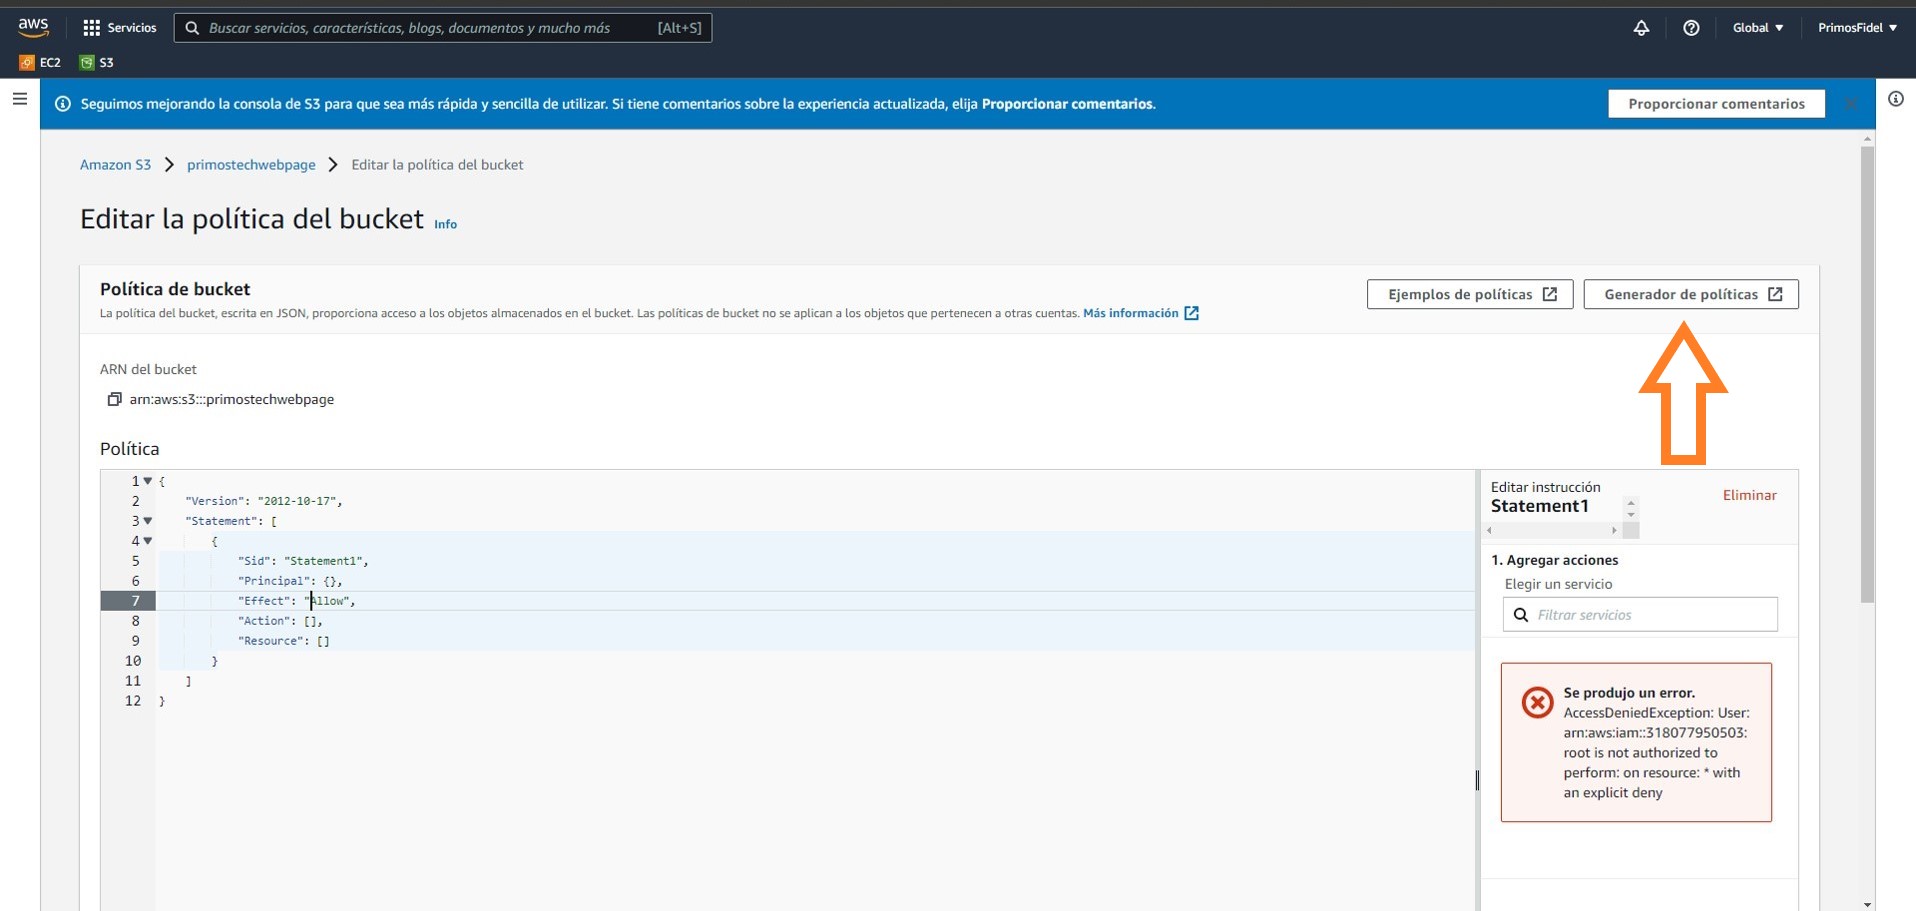 aws
Servicios
Buscar servicios, características, blogs, documentos y mucho más [Alt+S]
Global
PrimosFidel
EC2
S3
Seguimos mejorando la consola de S3 para que sea más rápida y sencilla de utilizar. Si tiene comentarios sobre la experiencia actualizada, elija Proporcionar comentarios.
Proporcionar comentarios
Amazon S3 > primostechwebpage > Editar la política del bucket
Editar la política del bucket Info
Política de bucket
La política del bucket, escrita en JSON, proporciona acceso a los objetos almacenados en el bucket. Las políticas de bucket no se aplican a los objetos que pertenecen a otras cuentas. Más información
Ejemplos de políticas
Generador de políticas
ARN del bucket
arn:aws:s3:::primostechwebpage
Política
1 {
2 "Version": "2012-10-17",
3 "Statement": [
4 {
5 "Sid": "Statement1",
6 "Principal": {},
7 "Effect": "Allow",
8 "Action": [],
9 "Resource": []
10 }
11 ]
12 }
Editar instrucción
Statement1
Eliminar
1. Agregar acciones
Elegir un servicio
Filtrar servicios
Se produjo un error.
AccessDeniedException: User:
arn:aws:iam::318077950503:
root is not authorized to
perform: on resource: * with
an explicit deny